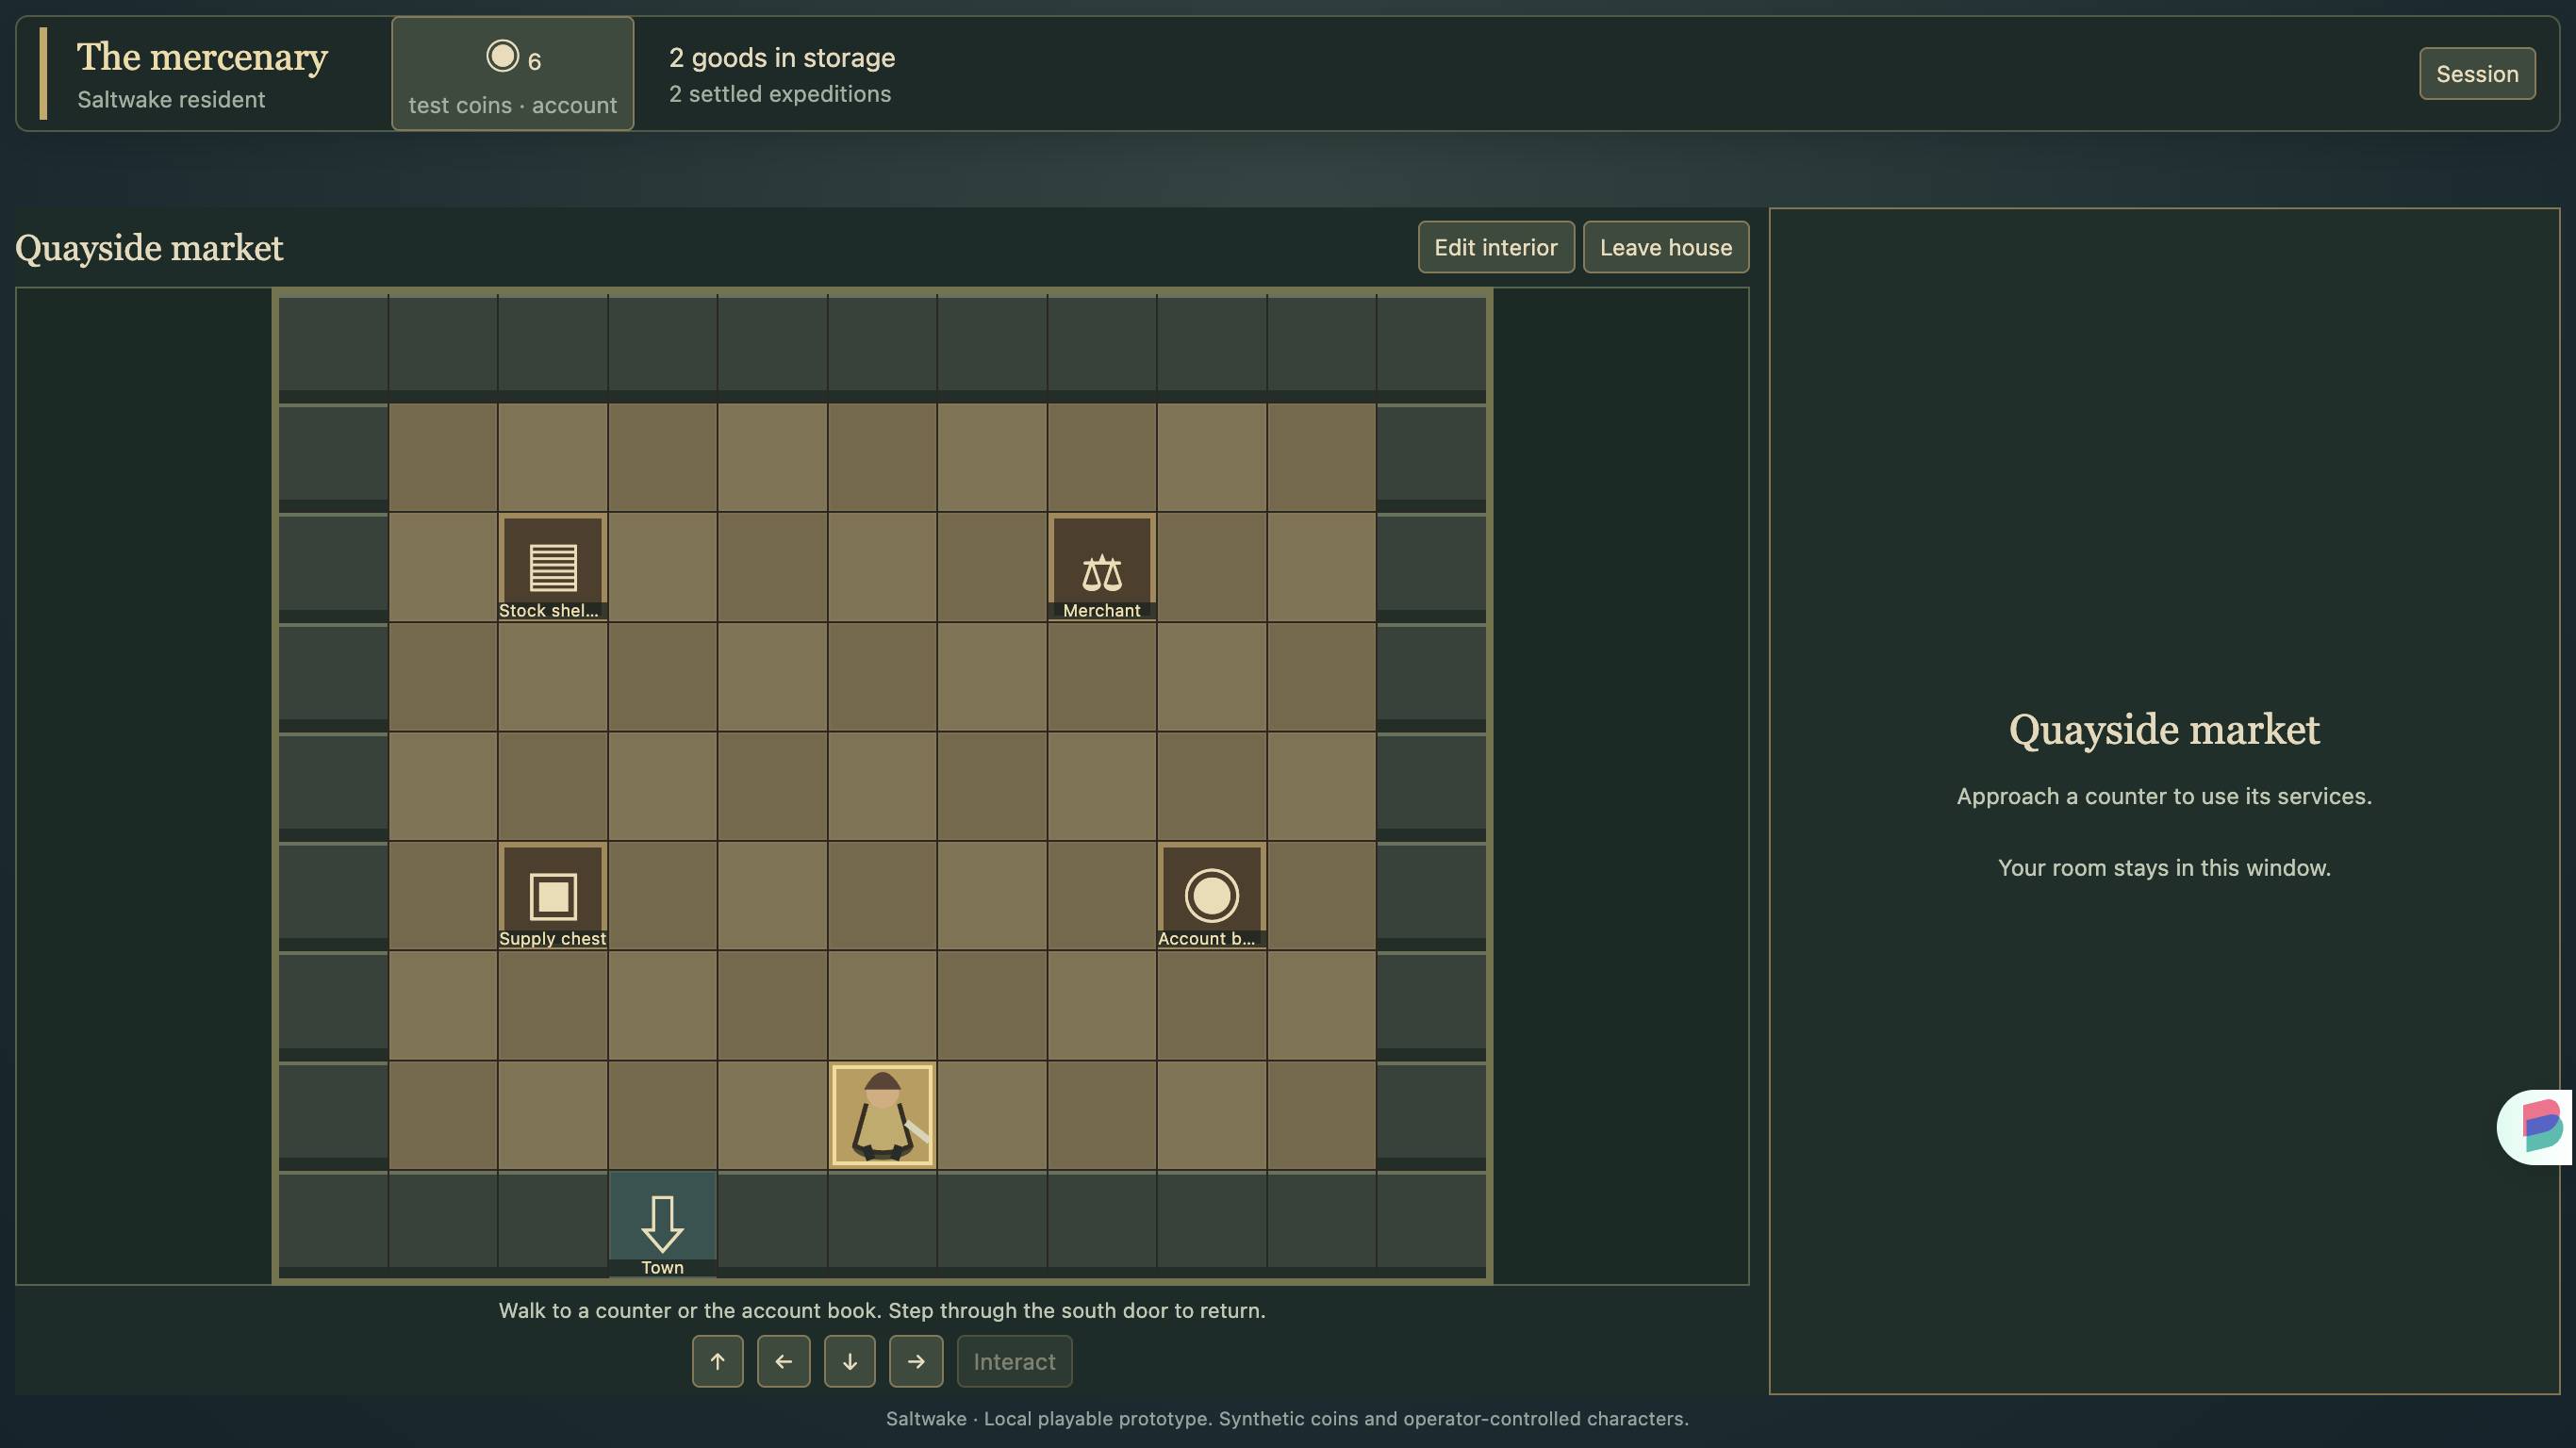 The mercenary
Saltwake resident
6
test coins · account
2 goods in storage
2 settled expeditions
Session
Quayside market
Edit interior
Leave house
Stock shel...
Merchant
Supply chest
Account b...
Town
Walk to a counter or the account book. Step through the south door to return.
Interact
Quayside market
Approach a counter to use its services.
Your room stays in this window.
Saltwake · Local playable prototype. Synthetic coins and operator-controlled characters.